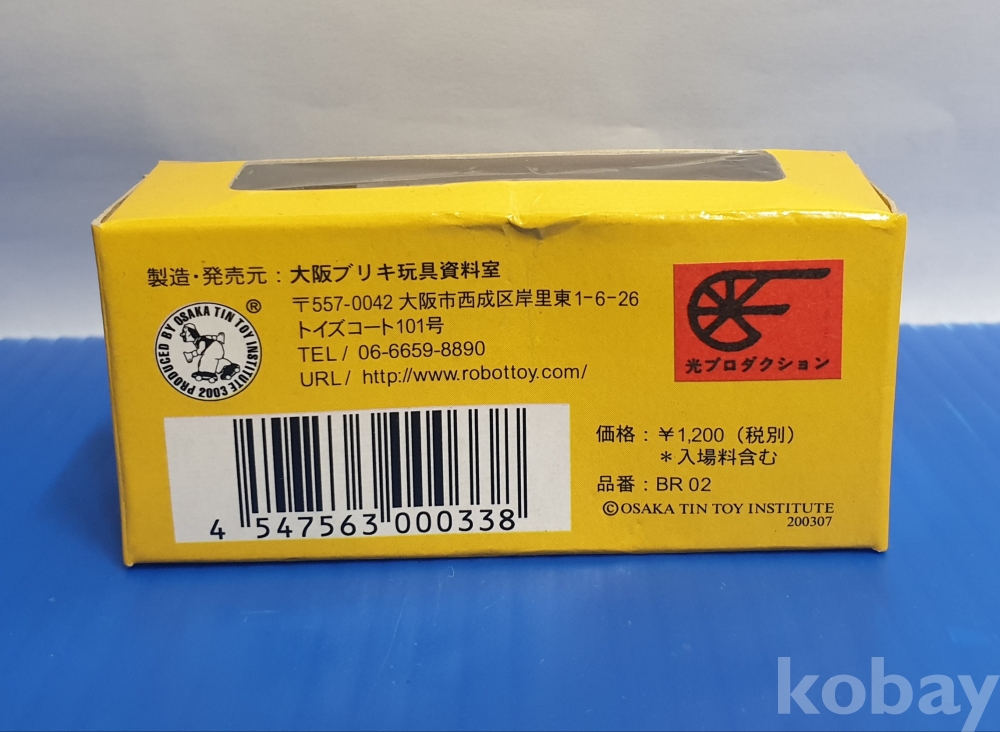 製造・発売元：大阪ブリキ玩具資料室
〒557-0042 大阪市西成区岸里東1-6-26
トイズコート101号
TEL/ 06-6659-8890
URL/ http://www.robottoy.com/
PRODUCED BY OSAKA TIN TOY INSTITUTE 2003
®
光プロダクション
4 547563 000338
価格：￥1,200（税別）
＊入場料含む
品番：BR 02
©OSAKA TIN TOY INSTITUTE
200307
kobay